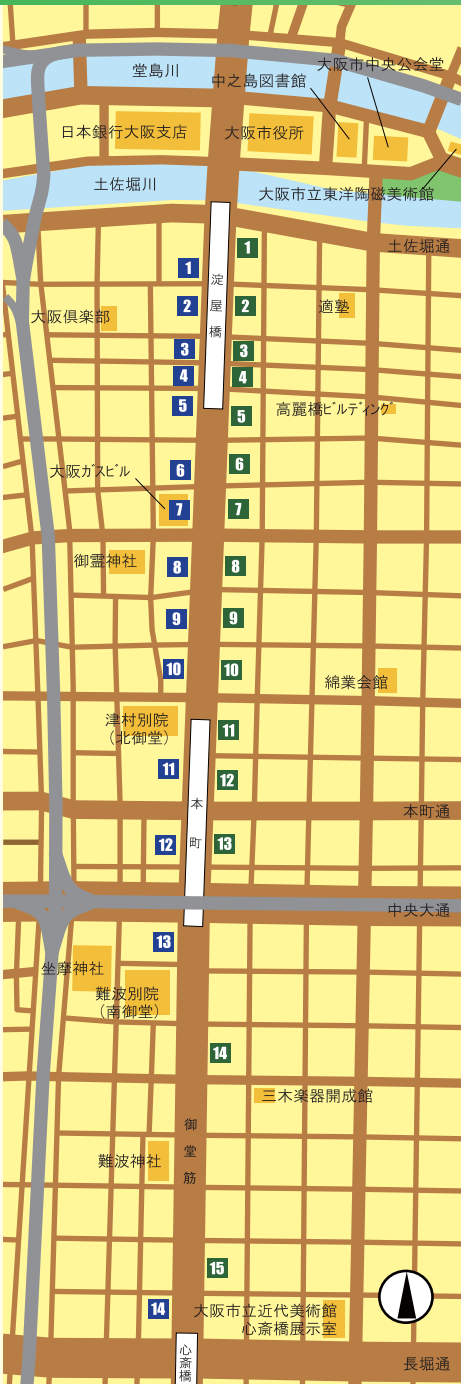 堂島川
大阪市中央公会堂
中之島図書館
日本銀行大阪支店
大阪市役所
土佐堀川
大阪市立東洋陶磁美術館
土佐堀通
1
1
淀屋橋
2
2
大阪倶楽部
適塾
3
3
4
4
5
5
高麗橋ビルディング
6
6
大阪ガスビル
7
7
御霊神社
8
8
9
9
10
10
綿業会館
津村別院
(北御堂)
11
11
12
本町
本町通
12
13
中央大通
13
坐摩神社
難波別院
(南御堂)
14
三木楽器開成館
御堂筋
難波神社
15
14
大阪市立近代美術館
心斎橋展示室
心斎橋
長堀通